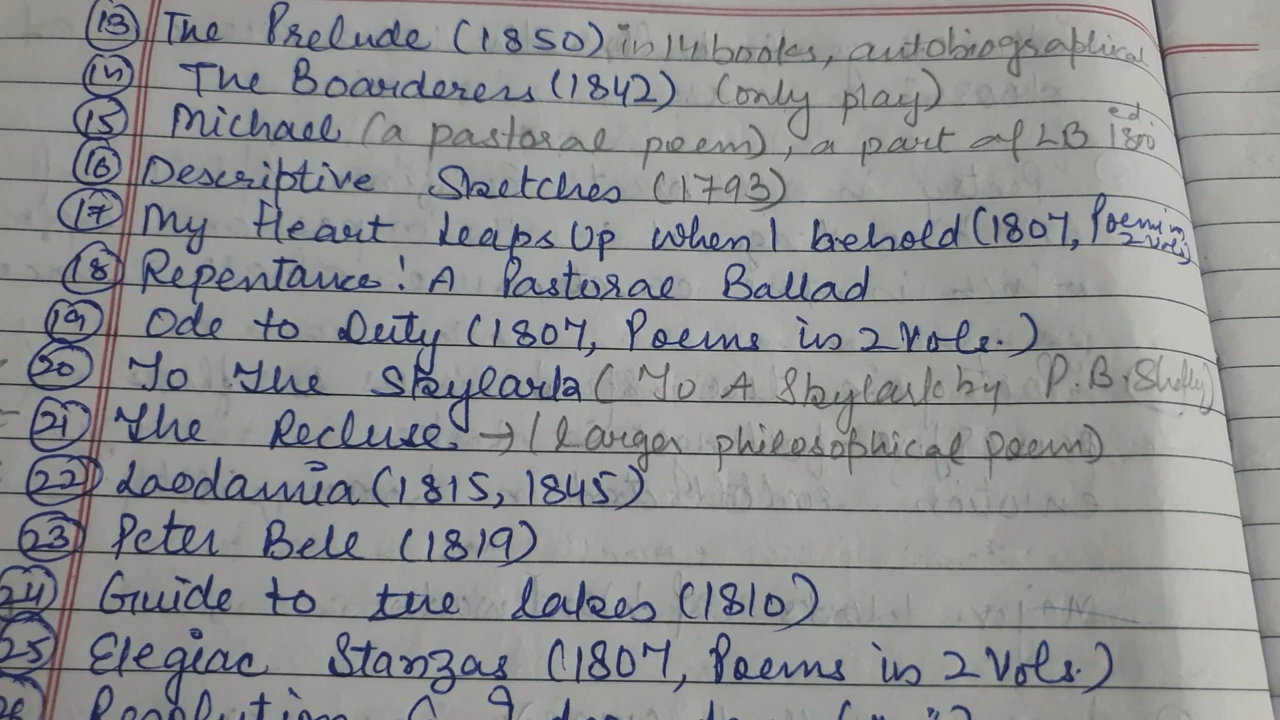 (13) The Prelude (1850) in 14 books, autobiographical
(14) The Boarderers (1842) (only play)
(15) Michael (a pastoral poem), a part of LB ed. 1800
(16) Descriptive Sketches (1793)
(17) My Heart Leaps Up when I behold (1807, Poems in 2 vols)
(18) Repentance: A Pastoral Ballad
(19) Ode to Duty (1807, Poems in 2 Vols.)
(20) To The Skylark (To A Skylark by P.B. Shelly)
(21) The Recluse → (larger philosophical poem)
(22) Laodamia (1815, 1845)
(23) Peter Bell (1819)
(24) Guide to the Lakes (1810)
(25) Elegiac Stanzas (1807, Poems in 2 Vols.)